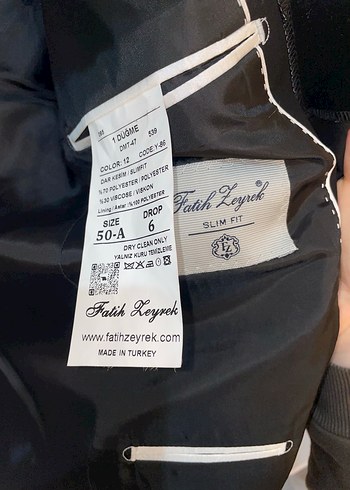 1 DÜĞME
DMT-47 539
COLOR: 12 CODE:Y-86
DAR KESİM / SLIMFIT
%70 POLYESTER / POLYESTER
%30 VISCOSE / VİSKON
Lining / Astar : %100 POLYESTER
SIZE DROP
50-A 6
DRY CLEAN ONLY
YALNIZ KURU TEMİZLEME
Fatih Zeyrek
www.fatihzeyrek.com
MADE IN TURKEY
Fatih Zeyrek®
SLIM FIT
FZ